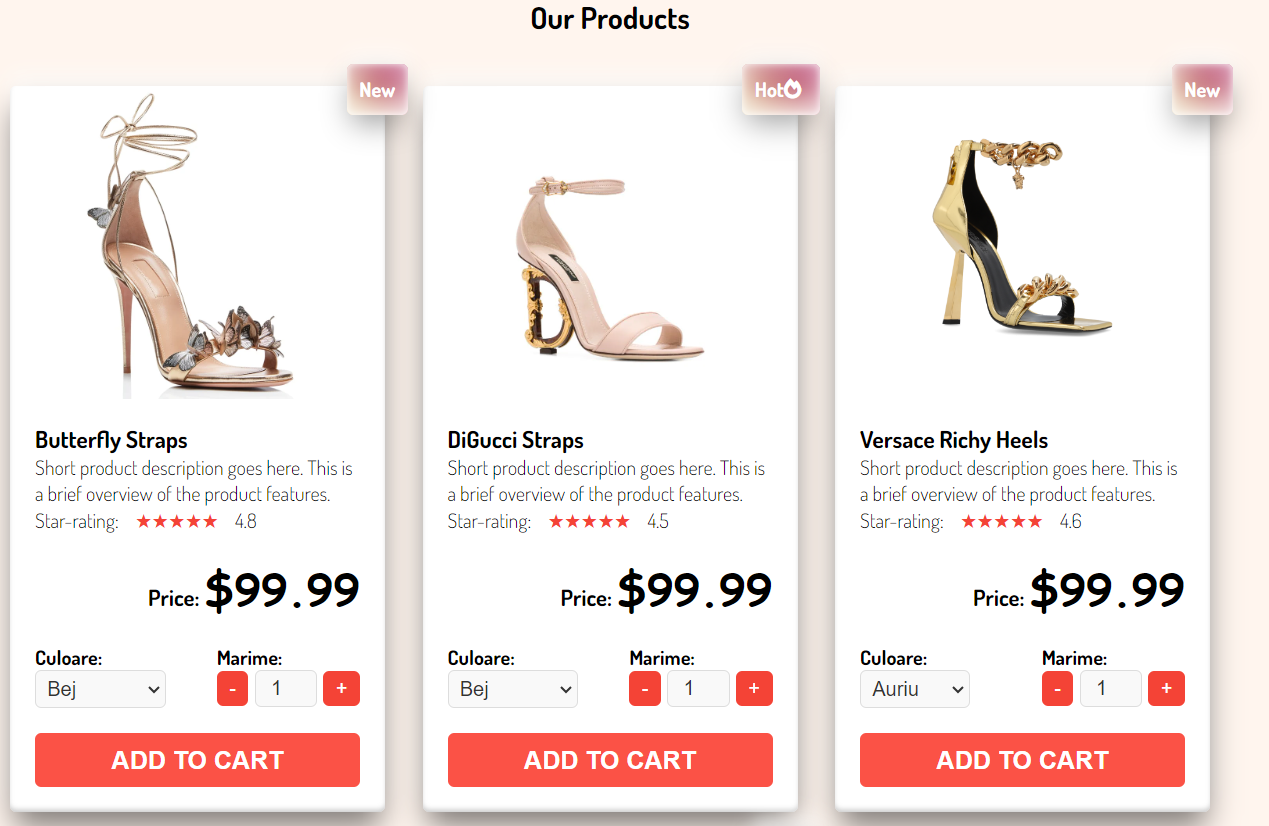 Our Products
New
Butterfly Straps
Short product description goes here. This is
a brief overview of the product features.
Star-rating: ★★★★★ 4.8
Price: $99.99
Culoare: Marime:
Bej - 1 +
ADD TO CART
Hot
DiGucci Straps
Short product description goes here. This is
a brief overview of the product features.
Star-rating: ★★★★★ 4.5
Price: $99.99
Culoare: Marime:
Bej - 1 +
ADD TO CART
New
Versace Richy Heels
Short product description goes here. This is
a brief overview of the product features.
Star-rating: ★★★★★ 4.6
Price: $99.99
Culoare: Marime:
Auriu - 1 +
ADD TO CART